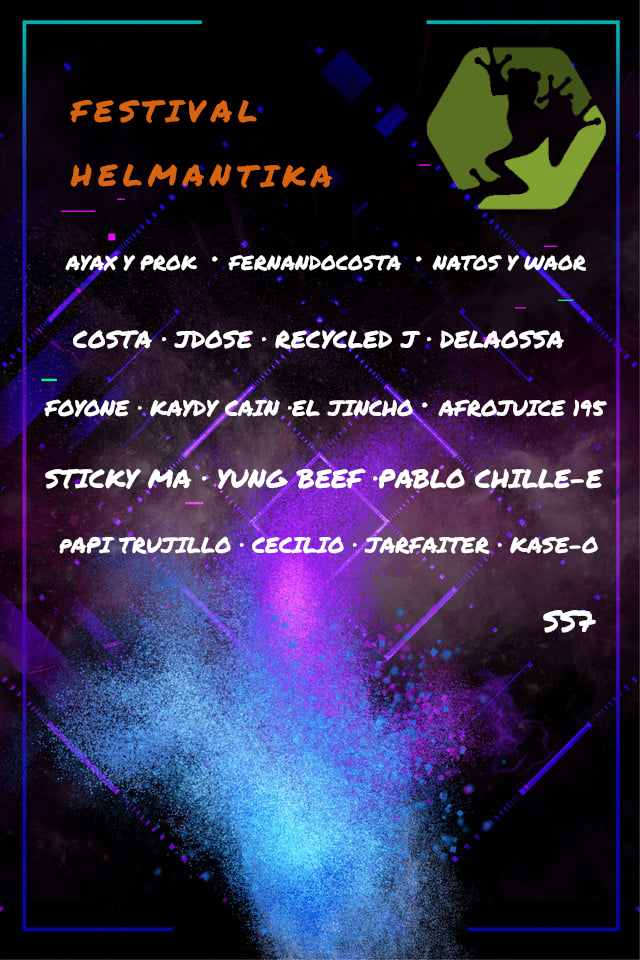 FESTIVAL
HELMANTIKA
AYAX Y PROK · FERNANDOCOSTA · NATOS Y WAOR
COSTA · JDOSE · RECYCLED J · DELAOSSA
FOYONE · KAYDY CAIN ·EL JINCHO · AFROJUICE 195
STICKY MA · YUNG BEEF ·PABLO CHILLE-E
PAPI TRUJILLO · CECILIO · JARFAITER · KASE-O
SS7